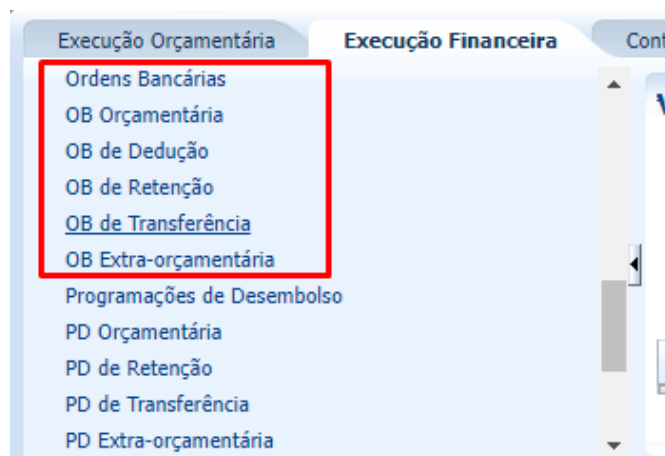 Execução Orçamentária Execução Financeira
Ordens Bancárias
OB Orçamentária
OB de Dedução
OB de Retenção
OB de Transferência
OB Extra-orçamentária
Programações de Desembolso
PD Orçamentária
PD de Retenção
PD de Transferência
PD Extra-orçamentária